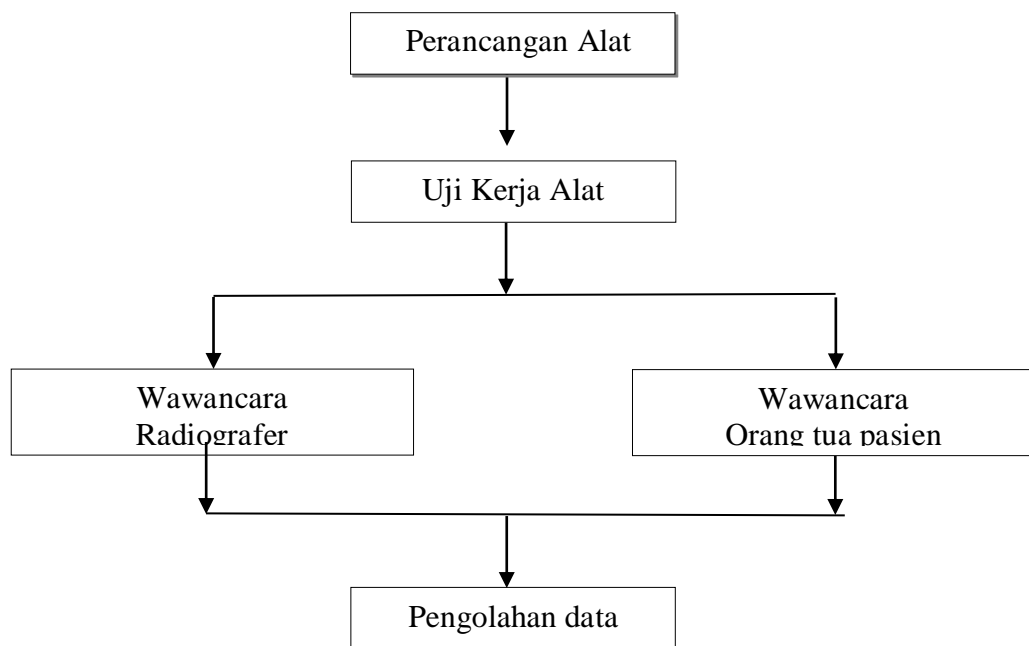 Perancangan Alat
Uji Kerja Alat
Wawancara
Radiografer
Wawancara
Orang tua pasien
Pengolahan data